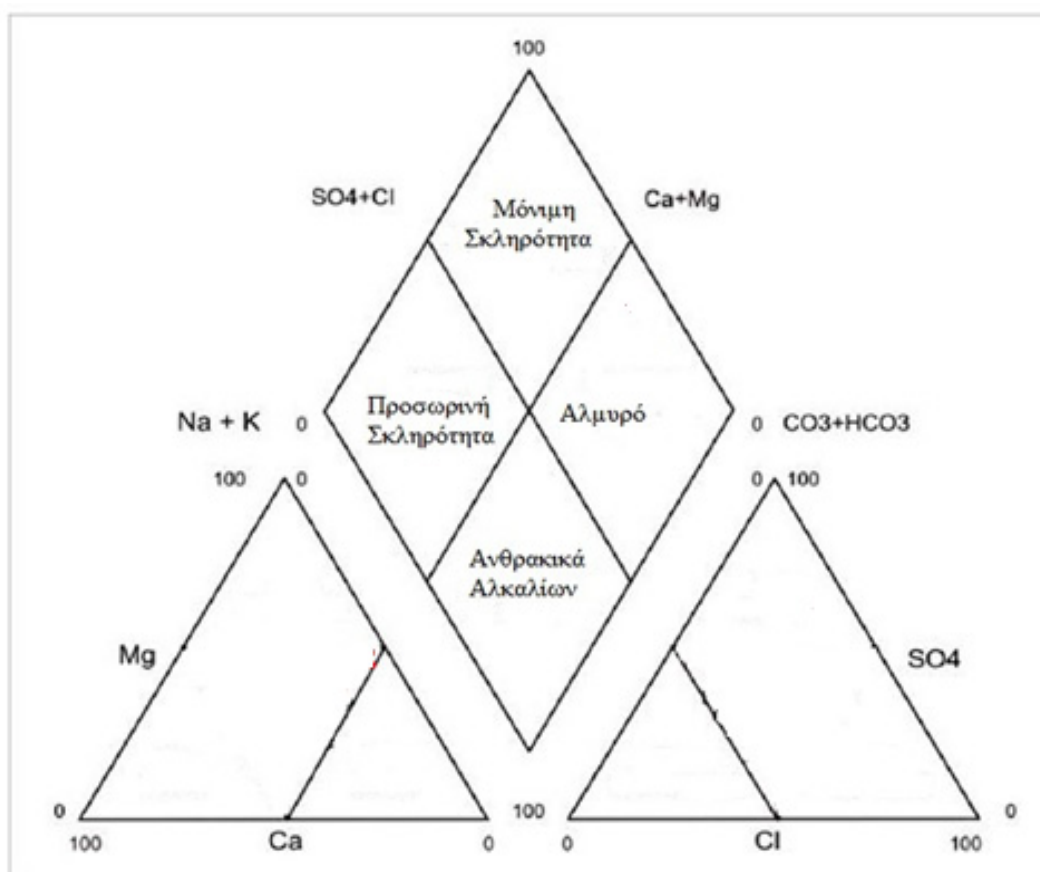 100
SO4+Cl
Ca+Mg
Μόνιμη
Σκληρότητα
Προσωρινή
Σκληρότητα
Αλμυρό
Na + K
0
0
CO3+HCO3
100
0
0
100
Ανθρακικά
Αλκαλίων
Mg
SO4
0
100
0
100
Ca
0
0
Cl
100